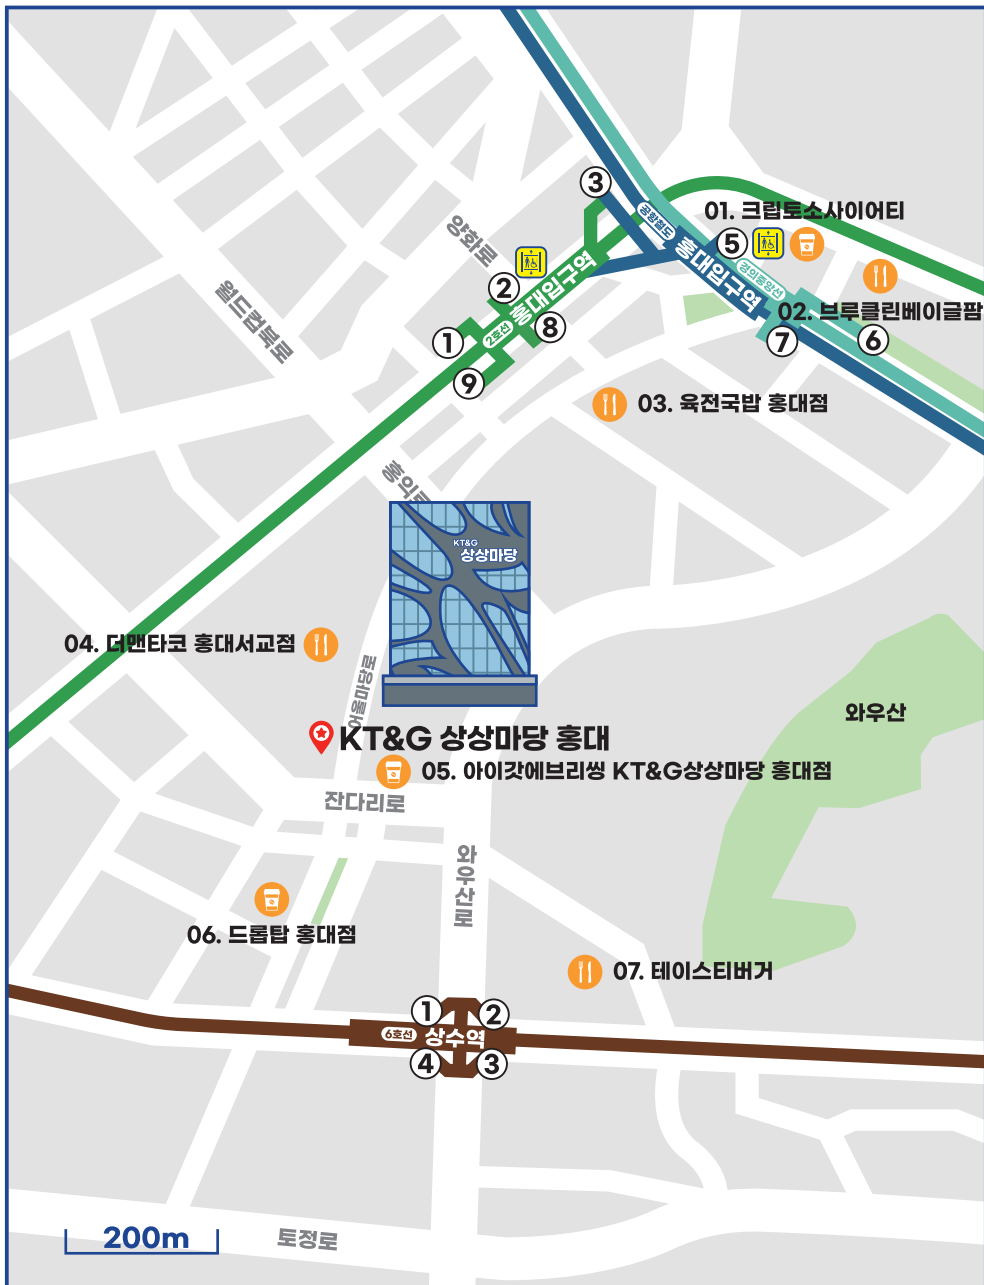 3
공항철도
홍대입구역
01. 크립토소사이어티
5
양화로
경의중앙선
2
홍대입구역
2호선
8
1
9
02. 브루클린베이글팜
7
6
월드컵북로
03. 육전국밥 홍대점
홍익로
KT&G
상상마당
04. 더맨타코 홍대서교점
어울마당로
와우산
KT&G 상상마당 홍대
05. 아이갓에브리씽 KT&G상상마당 홍대점
잔다리로
와우산로
06. 드롭탑 홍대점
07. 테이스티버거
1
2
6호선
상수역
4
3
200m
토정로